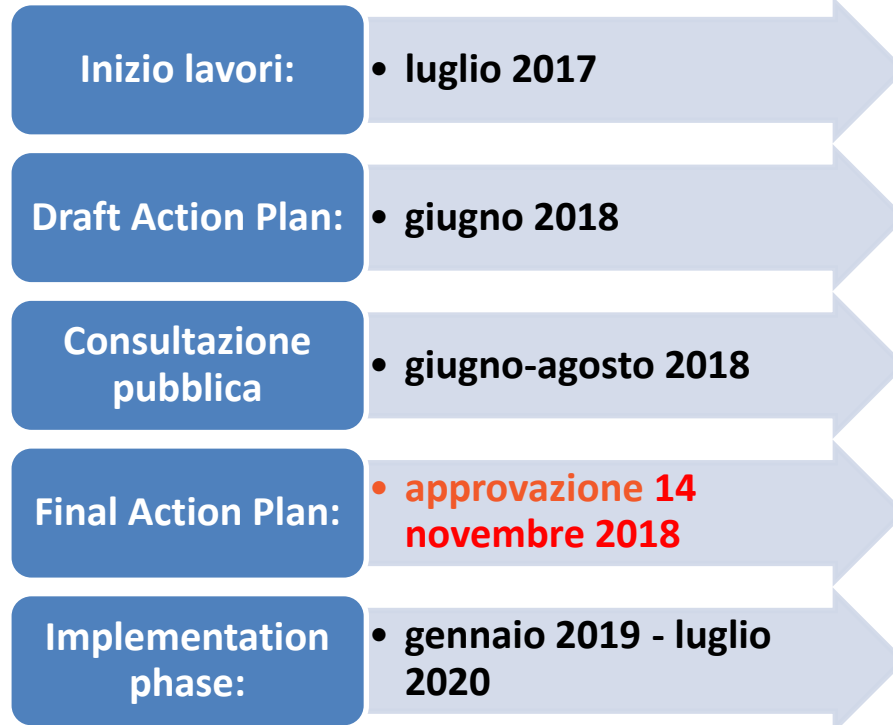 Inizio lavori:
• luglio 2017
Draft Action Plan:
• giugno 2018
Consultazione
pubblica
• giugno-agosto 2018
Final Action Plan:
• approvazione 14
novembre 2018
Implementation
phase:
• gennaio 2019 - luglio
2020